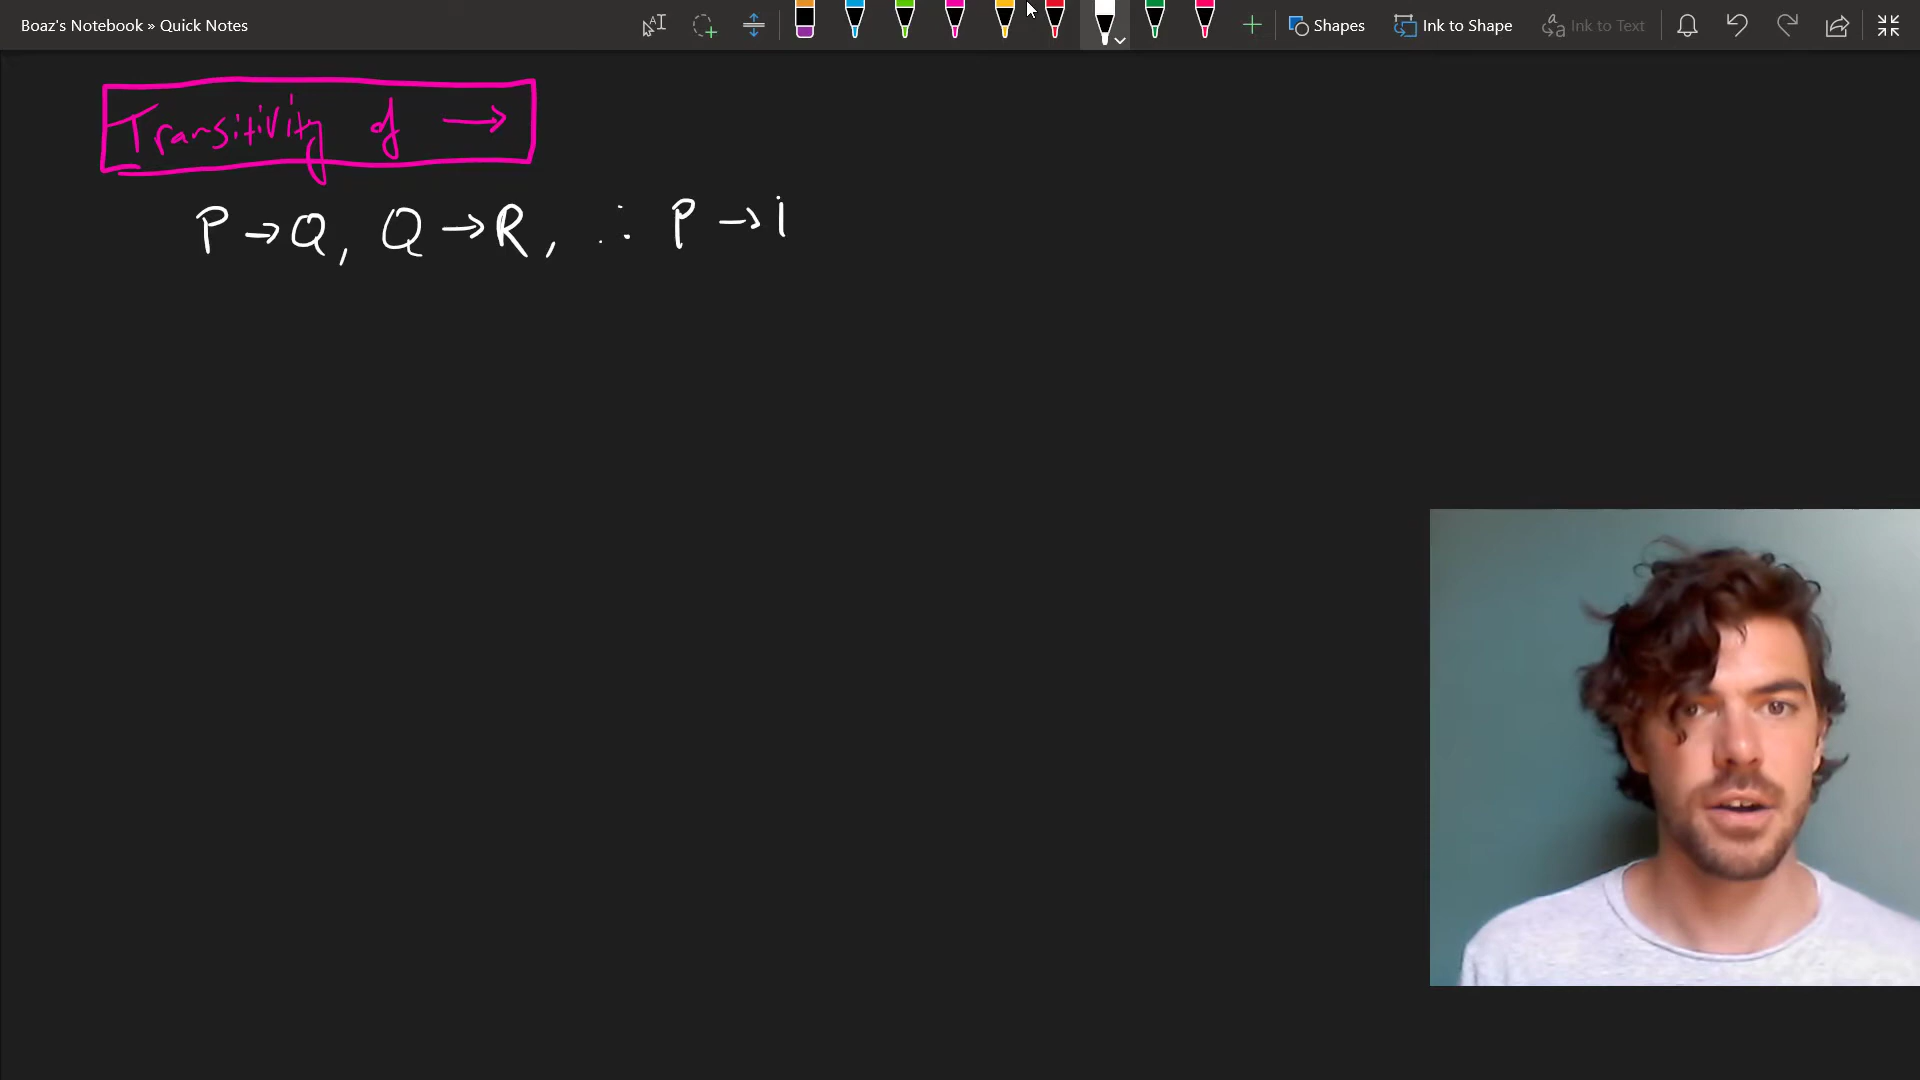 Boaz's Notebook » Quick Notes
Shapes
Ink to Shape
Ink to Text
Transitivity of →
P → Q, Q → R, ∴ P →